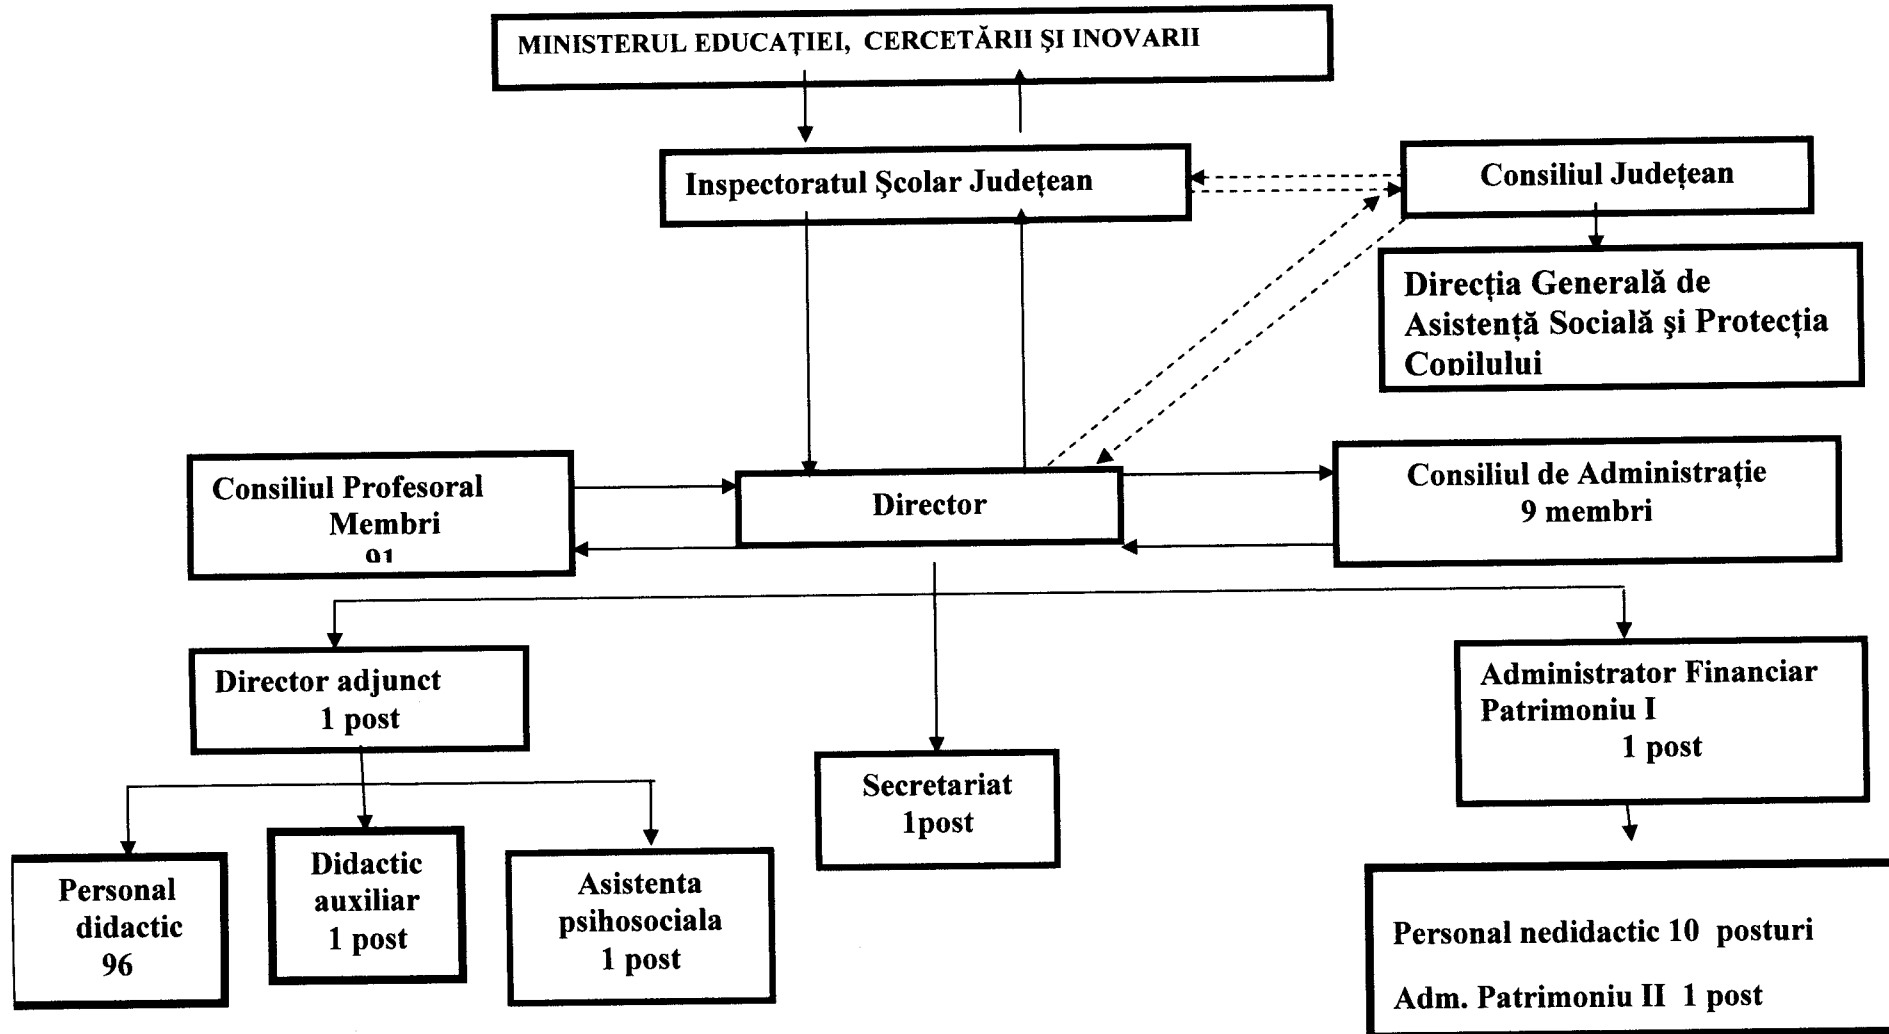 MINISTERUL EDUCAȚIEI, CERCETĂRII ŞI INOVARII
Inspectoratul Şcolar Județean
Consiliul Județean
Direcția Generală de
Asistență Socială şi Protecția
Copilului
Consiliul Profesoral
Membri
91
Director
Consiliul de Administrație
9 membri
Director adjunct
1 post
Administrator Financiar
Patrimoniu I
1 post
Secretariat
1post
Personal
didactic
96
Didactic
auxiliar
1 post
Asistenta
psihosociala
1 post
Personal nedidactic 10 posturi
Adm. Patrimoniu II 1 post